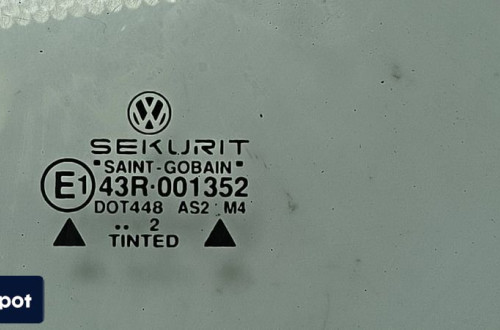 SEKURIT
"SAINT-GOBAIN"
E1 43R·001352
DOT448 AS2 M4
.. 2
TINTED
pot